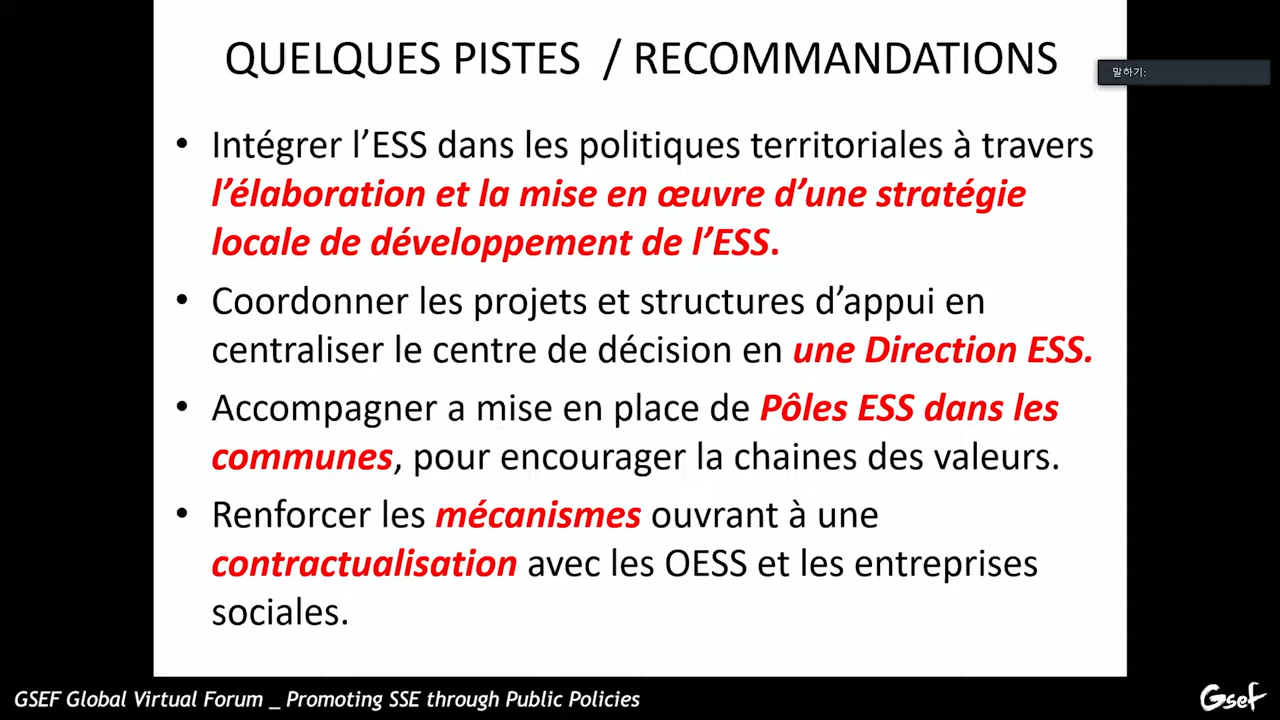 QUELQUES PISTES / RECOMMANDATIONS
말하기:
• Intégrer l’ESS dans les politiques territoriales à travers
l’élaboration et la mise en œuvre d’une stratégie
locale de développement de l’ESS.
• Coordonner les projets et structures d’appui en
centraliser le centre de décision en une Direction ESS.
• Accompagner a mise en place de Pôles ESS dans les
communes, pour encourager la chaines des valeurs.
• Renforcer les mécanismes ouvrant à une
contractualisation avec les OESS et les entreprises
sociales.
GSEF Global Virtual Forum _ Promoting SSE through Public Policies
Gsef